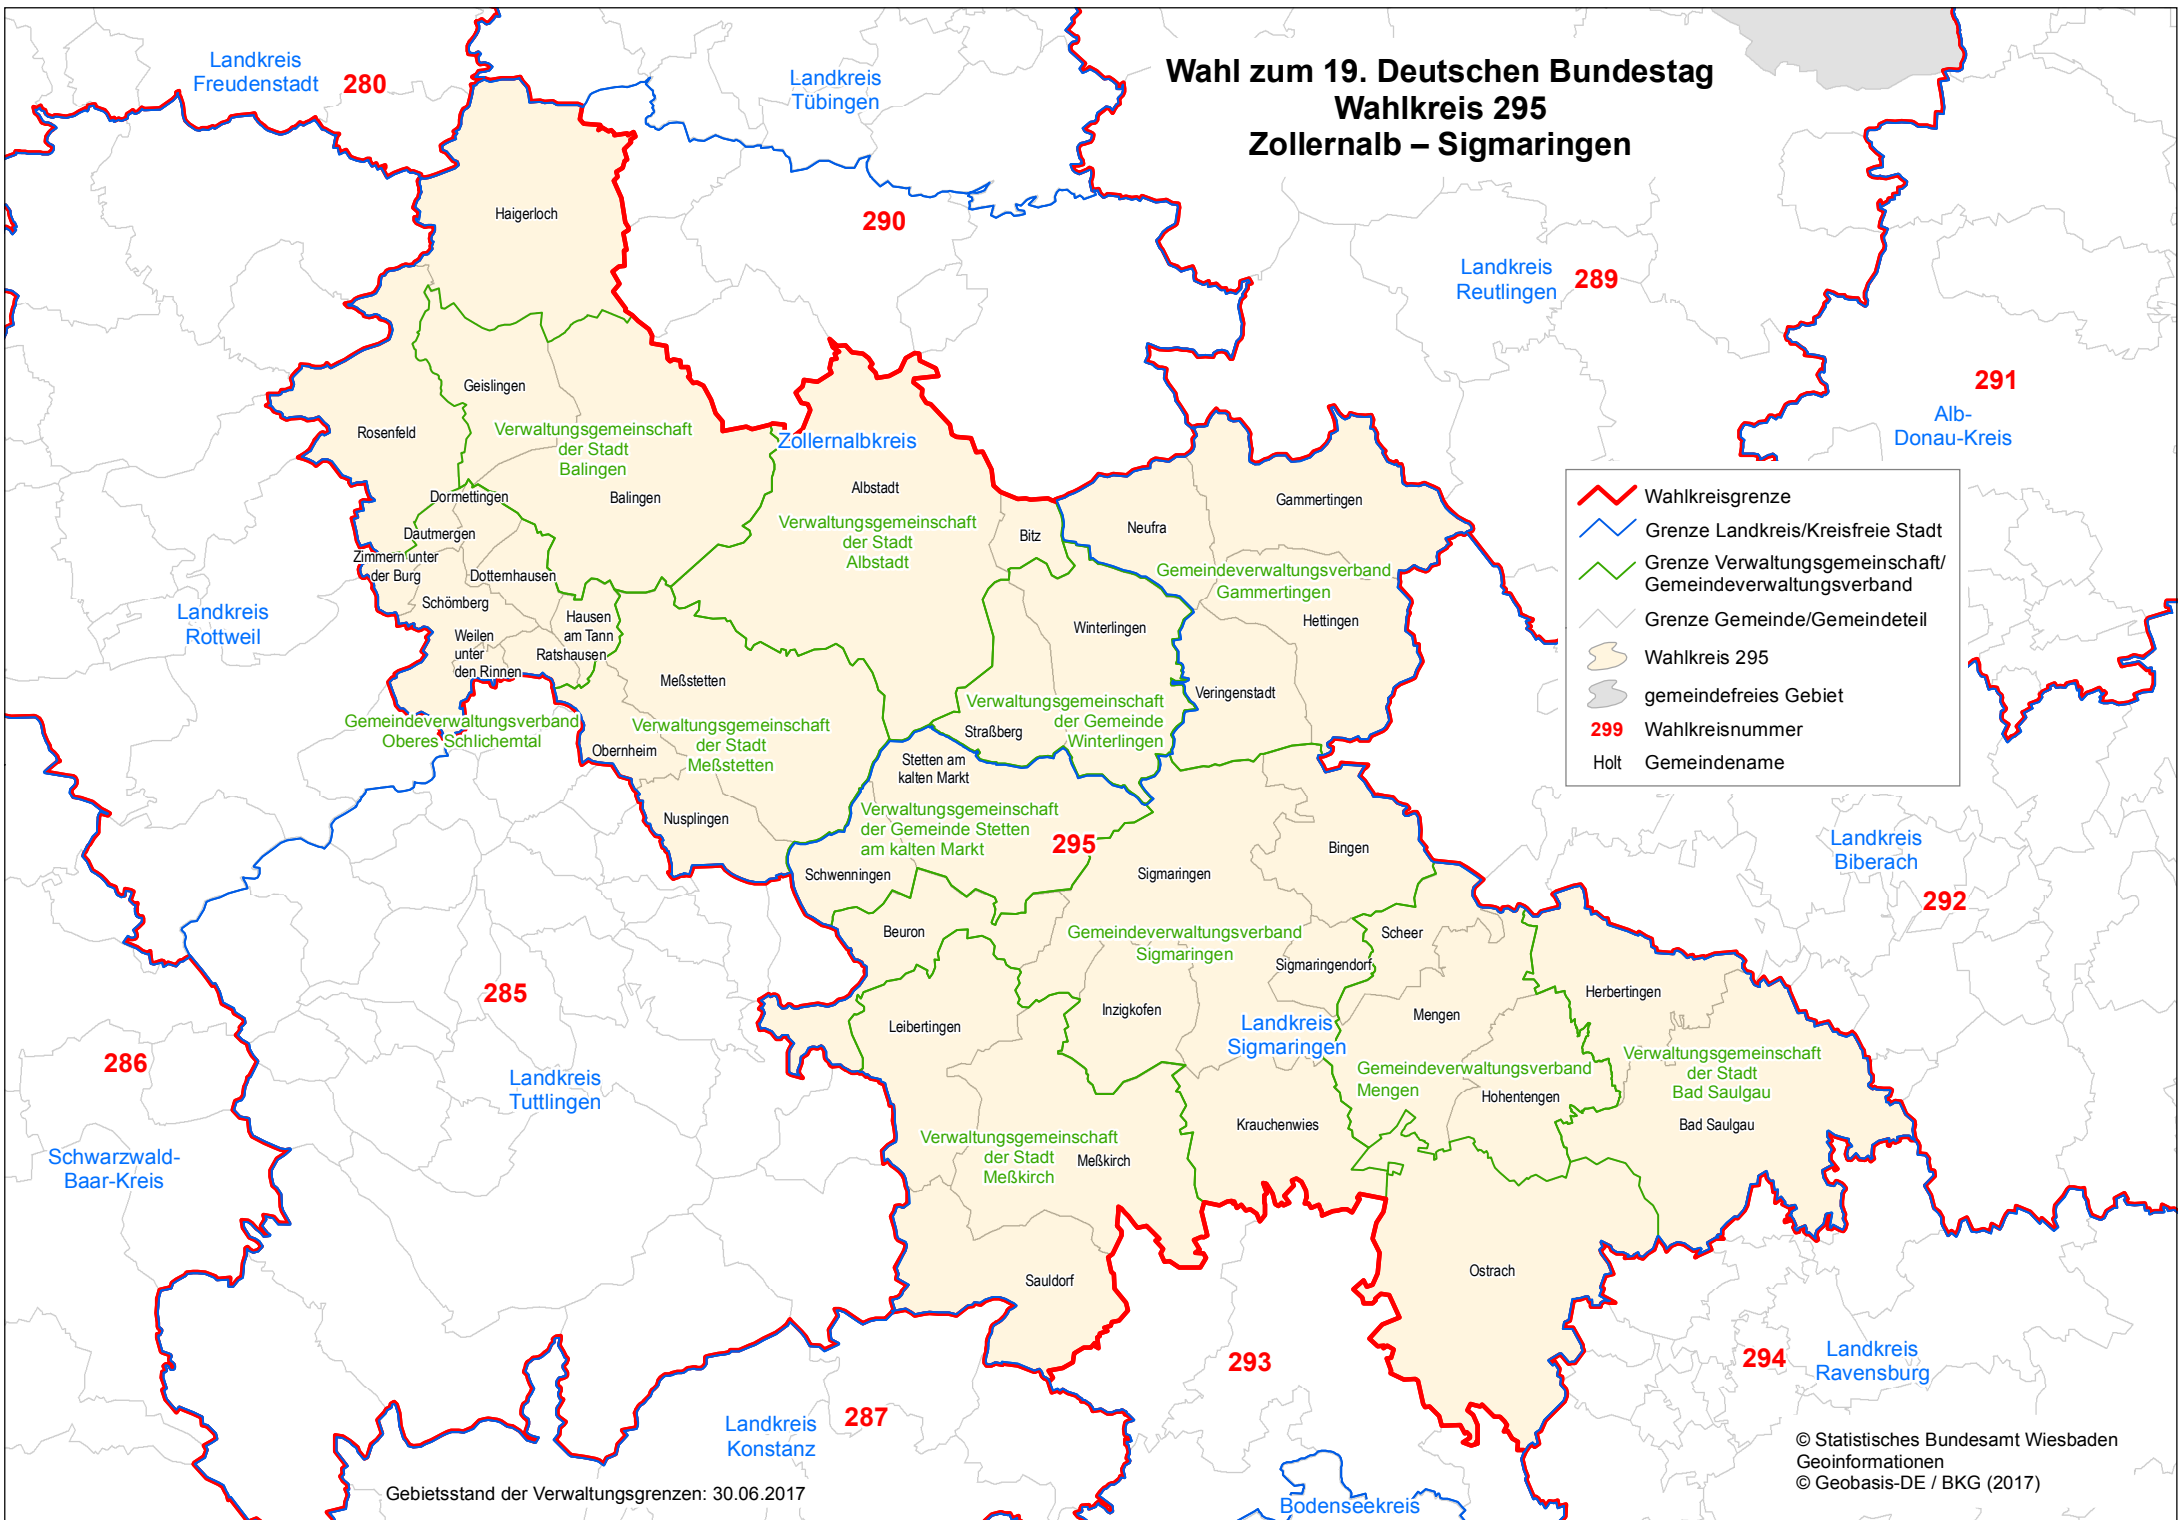 Wahl zum 19. Deutschen Bundestag
Wahlkreis 295
Zollernalb – Sigmaringen
Landkreis
Freudenstadt
280
Landkreis
Tübingen
Haigerloch
290
Landkreis
Reutlingen
289
291
Alb-
Donau-Kreis
Geislingen
Rosenfeld
Verwaltungsgemeinschaft
der Stadt
Balingen
Zollernalbkreis
Dormettingen
Balingen
Albstadt
Verwaltungsgemeinschaft
der Stadt
Albstadt
Bitz
Neufra
Gammertingen
Dautmergen
Zimmern unter
der Burg
Dotternhausen
Schömberg
Gemeindeverwaltungsverband
Gammertingen
Hettingen
Landkreis
Rottweil
Hausen
am Tann
Weilen
unter
den Rinnen
Ratshausen
Winterlingen
Meßstetten
Veringenstadt
Gemeindeverwaltungsverband
Oberes Schlichemtal
Verwaltungsgemeinschaft
der Stadt
Meßstetten
Obernheim
Straßberg
Verwaltungsgemeinschaft
der Gemeinde
Winterlingen
Stetten am
kalten Markt
Nusplingen
Verwaltungsgemeinschaft
der Gemeinde Stetten
am kalten Markt
295
Schwenningen
Sigmaringen
Bingen
Wahlkreisgrenze
Grenze Landkreis/Kreisfreie Stadt
Grenze Verwaltungsgemeinschaft/
Gemeindeverwaltungsverband
Grenze Gemeinde/Gemeindeteil
Wahlkreis 295
gemeindefreies Gebiet
299 Wahlkreisnummer
Holt Gemeindename
Landkreis
Biberach
292
Beuron
Gemeindeverwaltungsverband
Sigmaringen
Scheer
Sigmaringendorf
285
Herbertingen
Inzigkofen
Leibertingen
Mengen
Landkreis
Sigmaringen
286
Landkreis
Tuttlingen
Gemeindeverwaltungsverband
Mengen
Hohentengen
Verwaltungsgemeinschaft
der Stadt
Bad Saulgau
Bad Saulgau
Krauchenwies
Schwarzwald-
Baar-Kreis
Verwaltungsgemeinschaft
der Stadt
Meßkirch
Meßkirch
Sauldorf
Ostrach
293
294
Landkreis
Ravensburg
Landkreis
Konstanz
287
Bodenseekreis
Gebietsstand der Verwaltungsgrenzen: 30.06.2017
© Statistisches Bundesamt Wiesbaden
Geoinformationen
© Geobasis-DE / BKG (2017)